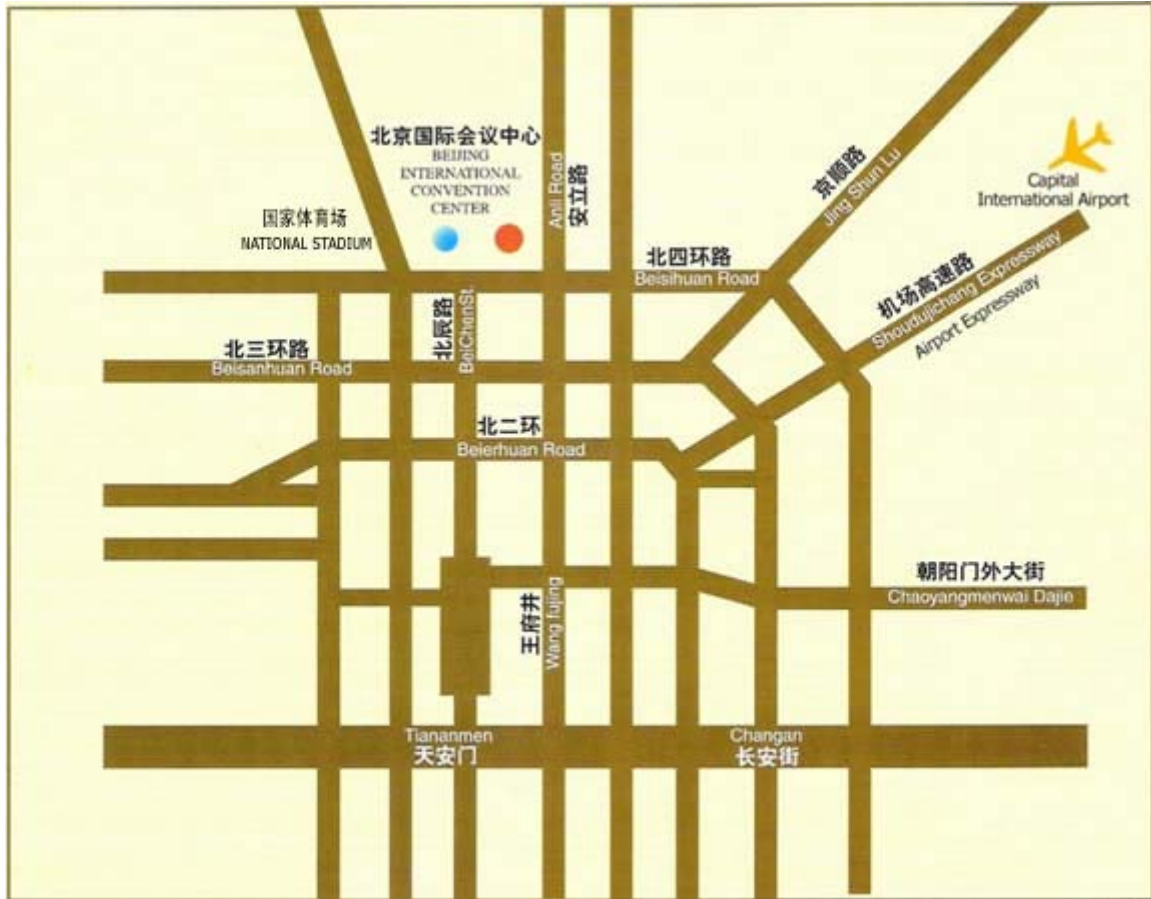 北京国际会议中心
BEIJING
INTERNATIONAL
CONVENTION
CENTER
国家体育场
NATIONAL STADIUM
Anli Road
安立路
京顺路
Jing Shun Lu
Capital
International Airport
北四环路
Beisihuan Road
机场高速路
Shoudujichang Expressway
Airport Expressway
北辰路
BeiChenSt.
北三环路
Beisanhuan Road
北二环
Beierhuan Road
朝阳门外大街
Chaoyangmenwai Dajie
王府井
Wang fujing
Tiananmen
天安门
Changan
长安街